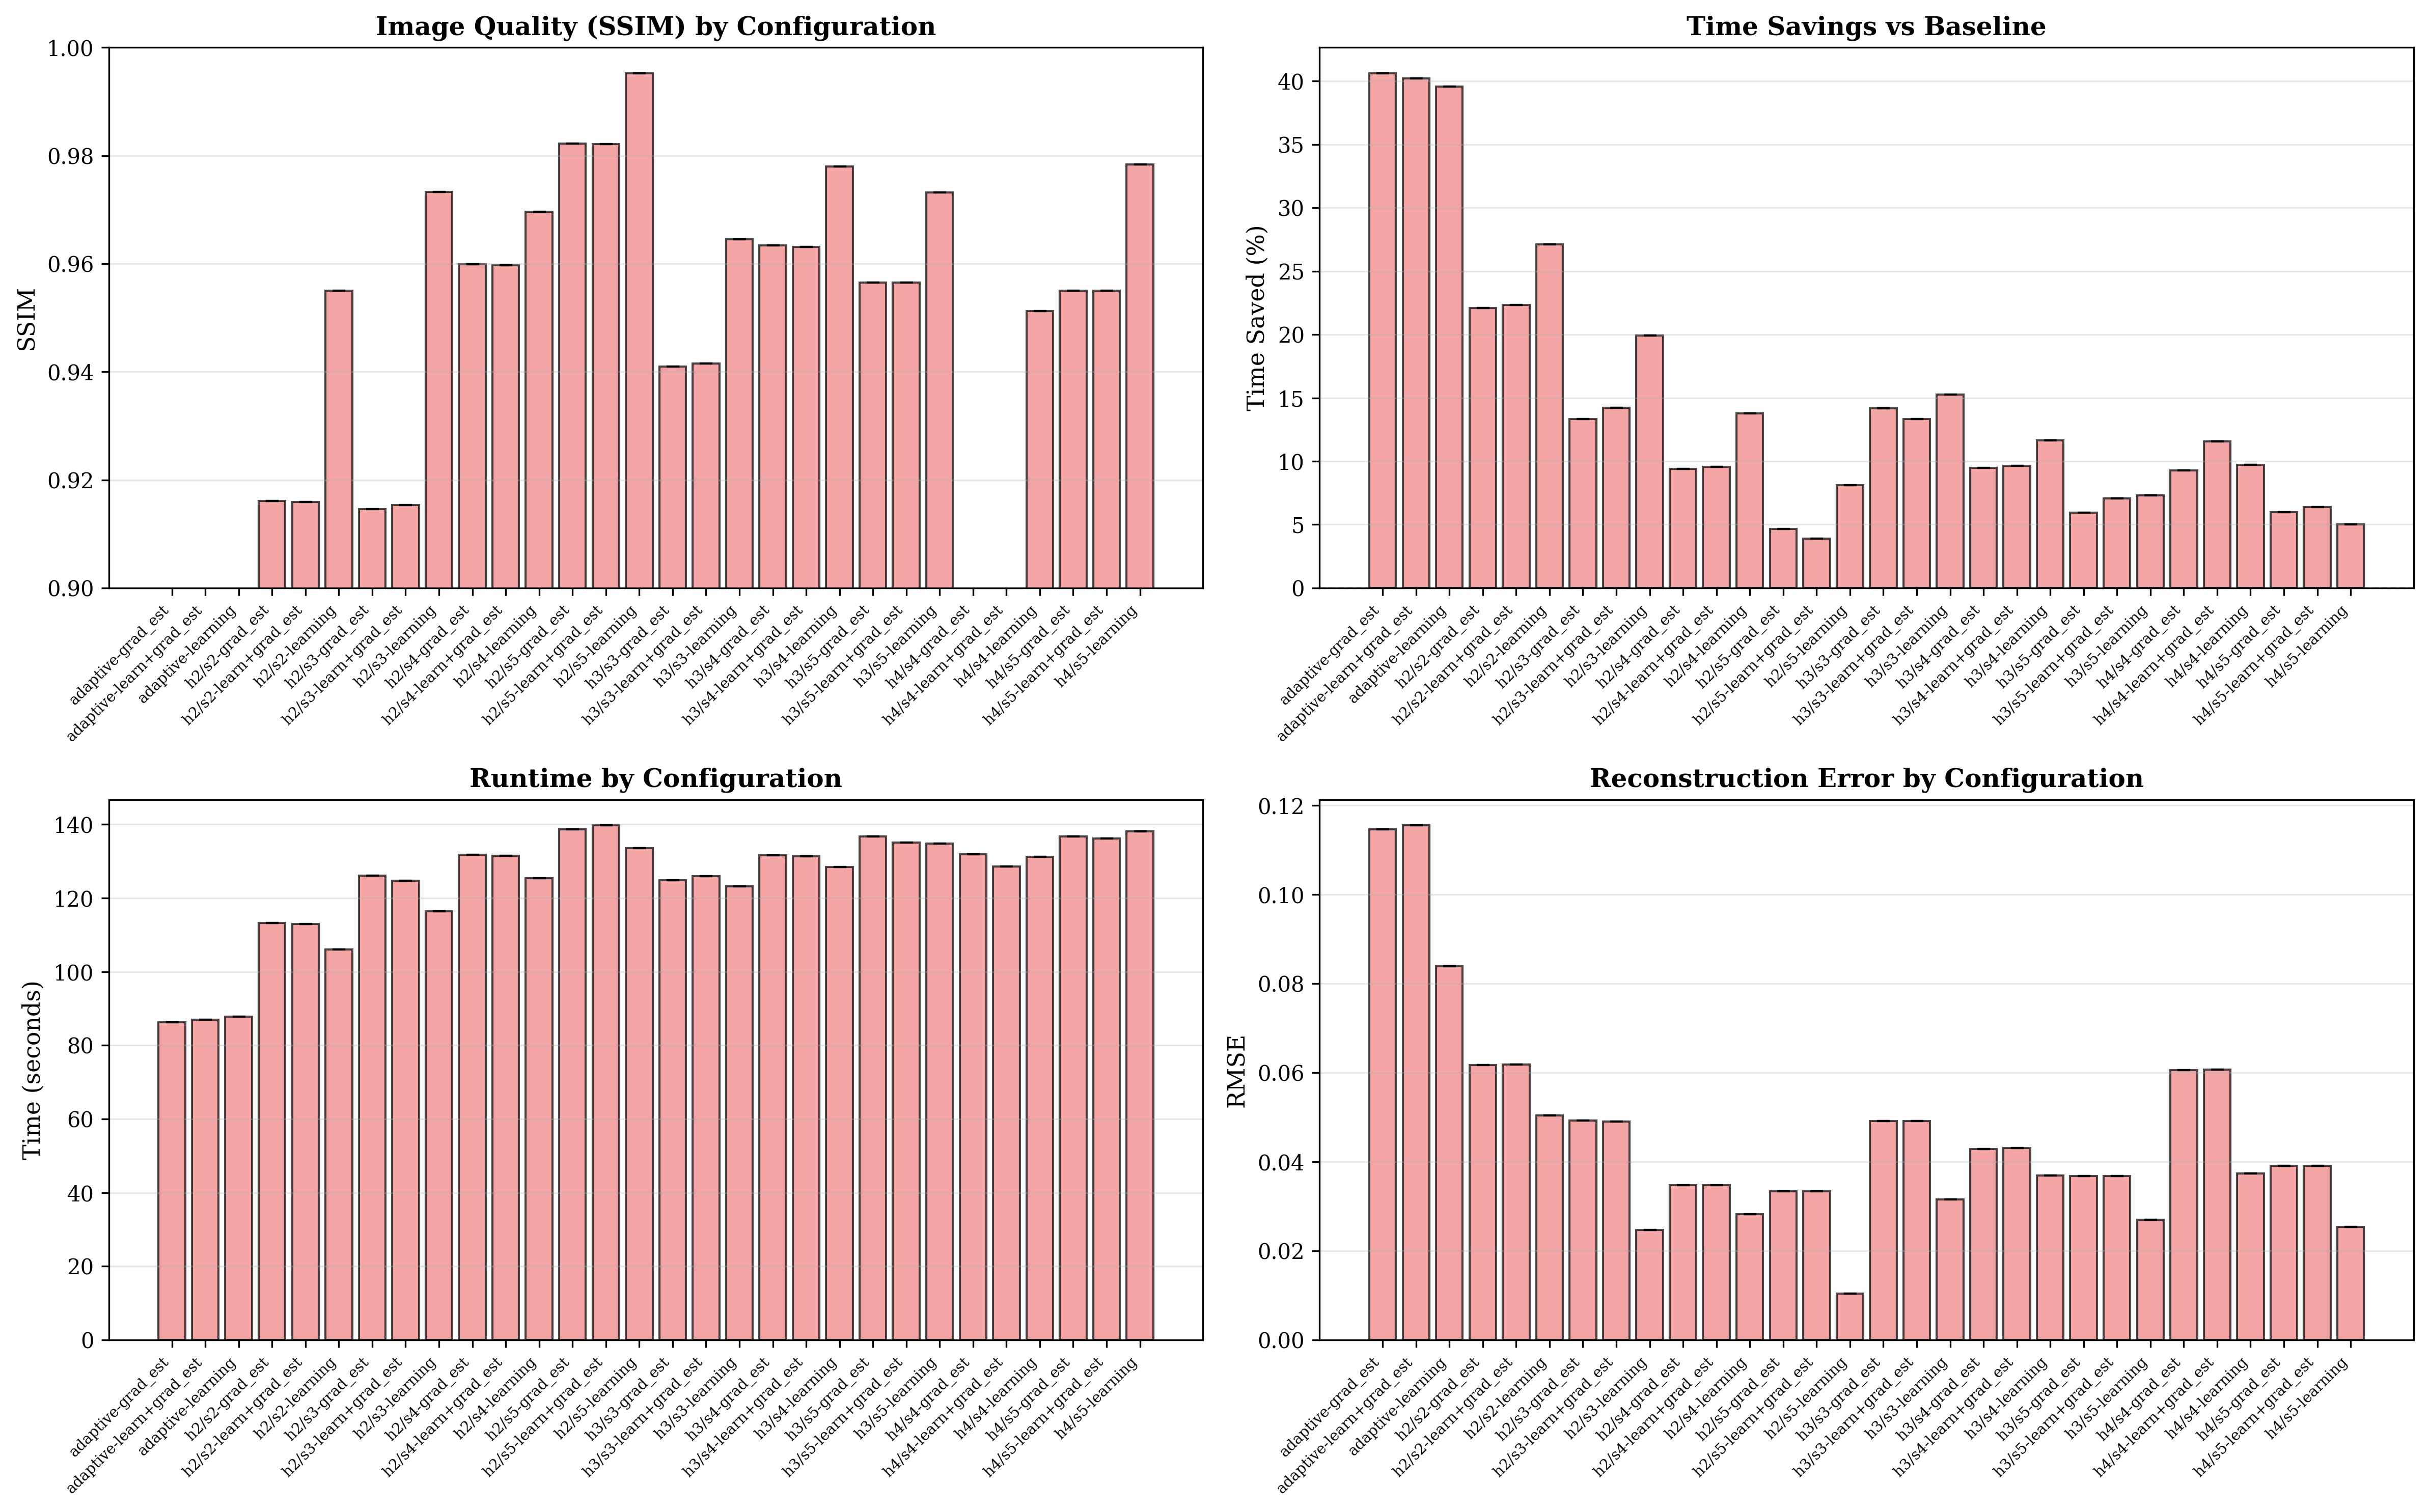 Image Quality (SSIM) by Configuration
SSIM
1.00
0.98
0.96
0.94
0.92
0.90
adaptive-grad_est
adaptive-learn+grad_est
adaptive-learning
h2/s2-grad_est
h2/s2-learn+grad_est
h2/s2-learning
h2/s3-grad_est
h2/s3-learn+grad_est
h2/s3-learning
h2/s4-grad_est
h2/s4-learn+grad_est
h2/s4-learning
h2/s5-grad_est
h2/s5-learn+grad_est
h2/s5-learning
h3/s3-grad_est
h3/s3-learn+grad_est
h3/s3-learning
h3/s4-grad_est
h3/s4-learn+grad_est
h3/s4-learning
h3/s5-grad_est
h3/s5-learn+grad_est
h3/s5-learning
h4/s4-grad_est
h4/s4-learn+grad_est
h4/s4-learning
h4/s5-grad_est
h4/s5-learn+grad_est
h4/s5-learning
Time Savings vs Baseline
Time Saved (%)
40
35
30
25
20
15
10
5
0
adaptive-grad_est
adaptive-learn+grad_est
adaptive-learning
h2/s2-grad_est
h2/s2-learn+grad_est
h2/s2-learning
h2/s3-grad_est
h2/s3-learn+grad_est
h2/s3-learning
h2/s4-grad_est
h2/s4-learn+grad_est
h2/s4-learning
h2/s5-grad_est
h2/s5-learn+grad_est
h2/s5-learning
h3/s3-grad_est
h3/s3-learn+grad_est
h3/s3-learning
h3/s4-grad_est
h3/s4-learn+grad_est
h3/s4-learning
h3/s5-grad_est
h3/s5-learn+grad_est
h3/s5-learning
h4/s4-grad_est
h4/s4-learn+grad_est
h4/s4-learning
h4/s5-grad_est
h4/s5-learn+grad_est
h4/s5-learning
Runtime by Configuration
Time (seconds)
140
120
100
80
60
40
20
0
adaptive-grad_est
adaptive-learn+grad_est
adaptive-learning
h2/s2-grad_est
h2/s2-learn+grad_est
h2/s2-learning
h2/s3-grad_est
h2/s3-learn+grad_est
h2/s3-learning
h2/s4-grad_est
h2/s4-learn+grad_est
h2/s4-learning
h2/s5-grad_est
h2/s5-learn+grad_est
h2/s5-learning
h3/s3-grad_est
h3/s3-learn+grad_est
h3/s3-learning
h3/s4-grad_est
h3/s4-learn+grad_est
h3/s4-learning
h3/s5-grad_est
h3/s5-learn+grad_est
h3/s5-learning
h4/s4-grad_est
h4/s4-learn+grad_est
h4/s4-learning
h4/s5-grad_est
h4/s5-learn+grad_est
h4/s5-learning
Reconstruction Error by Configuration
RMSE
0.12
0.10
0.08
0.06
0.04
0.02
0.00
adaptive-grad_est
adaptive-learn+grad_est
adaptive-learning
h2/s2-grad_est
h2/s2-learn+grad_est
h2/s2-learning
h2/s3-grad_est
h2/s3-learn+grad_est
h2/s3-learning
h2/s4-grad_est
h2/s4-learn+grad_est
h2/s4-learning
h2/s5-grad_est
h2/s5-learn+grad_est
h2/s5-learning
h3/s3-grad_est
h3/s3-learn+grad_est
h3/s3-learning
h3/s4-grad_est
h3/s4-learn+grad_est
h3/s4-learning
h3/s5-grad_est
h3/s5-learn+grad_est
h3/s5-learning
h4/s4-grad_est
h4/s4-learn+grad_est
h4/s4-learning
h4/s5-grad_est
h4/s5-learn+grad_est
h4/s5-learning